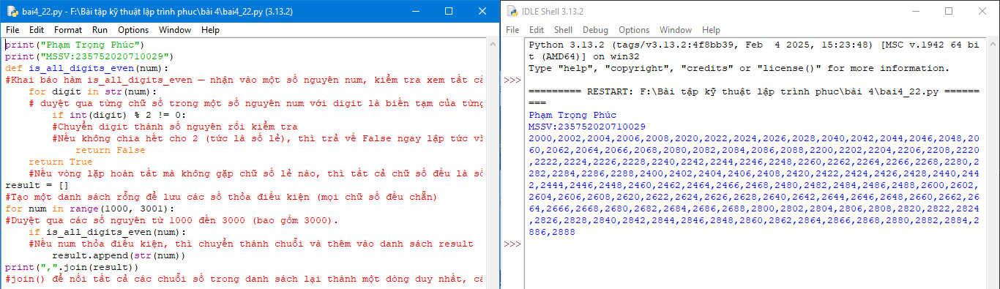 bai4_22.py - F:\Bài tập kỹ thuật lập trình phuc\bài 4\bai4_22.py (3.13.2)
File Edit Format Run Options Window Help
print("Phạm Trọng Phúc")
print("MSSV:235752020710029")
def is_all_digits_even(num):
#Khai báo hàm is_all_digits_even — nhận vào một số nguyên num, kiểm tra xem tất cả
    for digit in str(num):
    # duyệt qua từng chữ số trong một số nguyên num với digit là biến tạm của từng
        if int(digit) % 2 != 0:
        #Chuyển digit thành số nguyên rồi kiểm tra
        #Nếu không chia hết cho 2 (tức là số lẻ), thì trả về False ngay lập tức vì
            return False
    return True
    #Nếu vòng lặp hoàn tất mà không gặp chữ số lẻ nào, thì tất cả chữ số đều là số
result = []
#Tạo một danh sách rỗng để lưu các số thỏa điều kiện (mọi chữ số đều chẵn)
for num in range(1000, 3001):
#Duyệt qua các số nguyên từ 1000 đến 3000 (bao gồm 3000).
    if is_all_digits_even(num):
    #Nếu num thỏa điều kiện, thì chuyển thành chuỗi và thêm vào danh sách result
        result.append(str(num))
print(",".join(result))
#join() để nối tất cả các chuỗi số trong danh sách lại thành một dòng duy nhất,
IDLE Shell 3.13.2
File Edit Shell Debug Options Window Help
Python 3.13.2 (tags/v3.13.2:4f8bb39, Feb  4 2025, 15:23:48) [MSC v.1942 64 bi
t (AMD64)] on win32
Type "help", "copyright", "credits" or "license()" for more information.
>>>
========= RESTART: F:\Bài tập kỹ thuật lập trình phuc\bài 4\bai4_22.py ======
===
Phạm Trọng Phúc
MSSV:235752020710029
2000,2002,2004,2006,2008,2020,2022,2024,2026,2028,2040,2042,2044,2046,2048,20
60,2062,2064,2066,2068,2080,2082,2084,2086,2088,2200,2202,2204,2206,2208,2220
,2222,2224,2226,2228,2240,2242,2244,2246,2248,2260,2262,2264,2266,2268,2280,2
282,2284,2286,2288,2400,2402,2404,2406,2408,2420,2422,2424,2426,2428,2440,244
2,2444,2446,2448,2460,2462,2464,2466,2468,2480,2482,2484,2486,2488,2600,2602,
2604,2606,2608,2620,2622,2624,2626,2628,2640,2642,2644,2646,2648,2660,2662,26
64,2666,2668,2680,2682,2684,2686,2688,2800,2802,2804,2806,2808,2820,2822,2824
,2826,2828,2840,2842,2844,2846,2848,2860,2862,2864,2866,2868,2880,2882,2884,2
886,2888
>>>